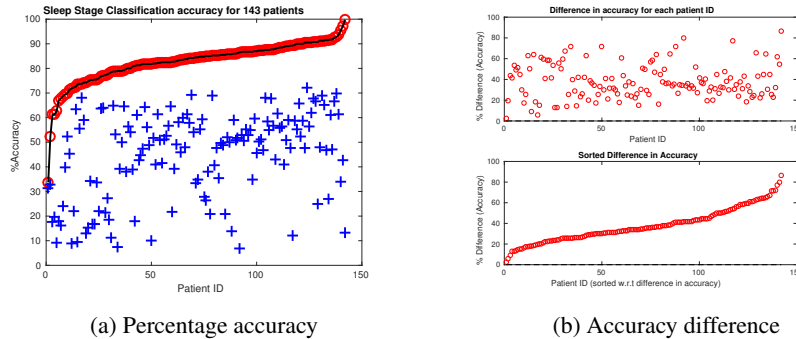 Sleep Stage Classification accuracy for 143 patients
100
90
80
70
60
50
40
30
20
10
0
%Accuracy
0 50 100 150
Patient ID
(a) Percentage accuracy
Difference in accuracy for each patient ID
100
80
60
40
20
0
% Difference (Accuracy)
0 50 100 150
Patient ID
Sorted Difference in Accuracy
100
80
60
40
20
0
% Difference (Accuracy)
0 50 100 150
Patient ID (sorted w.r.t difference in accuracy)
(b) Accuracy difference